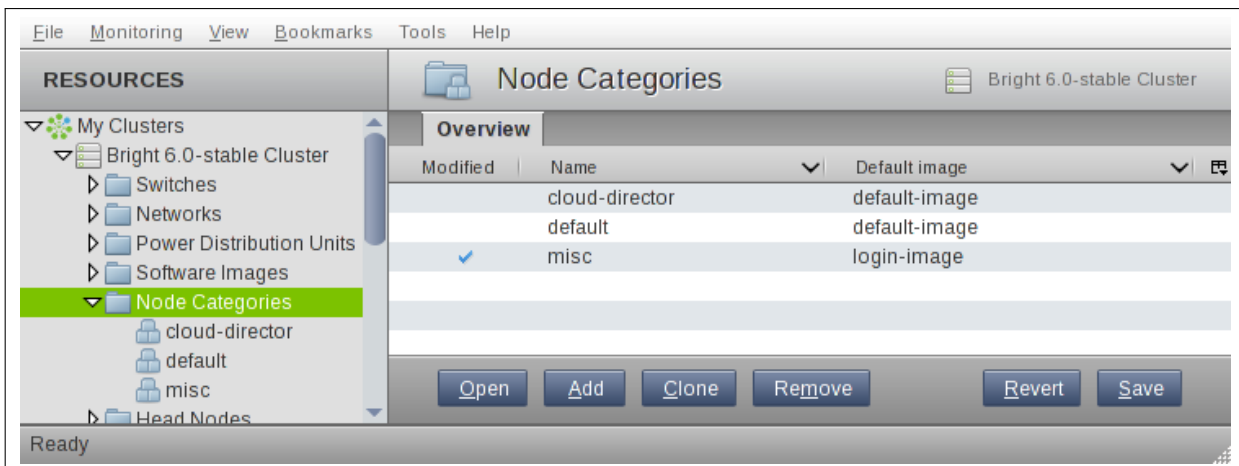 File Monitoring View Bookmarks Tools Help
RESOURCES
My Clusters
Bright 6.0-stable Cluster
Switches
Networks
Power Distribution Units
Software Images
Node Categories
cloud-director
default
misc
Head Nodes
Node Categories
Bright 6.0-stable Cluster
Overview
Modified Name Default image
cloud-director default-image
default default-image
misc login-image
Open Add Clone Remove Revert Save
Ready